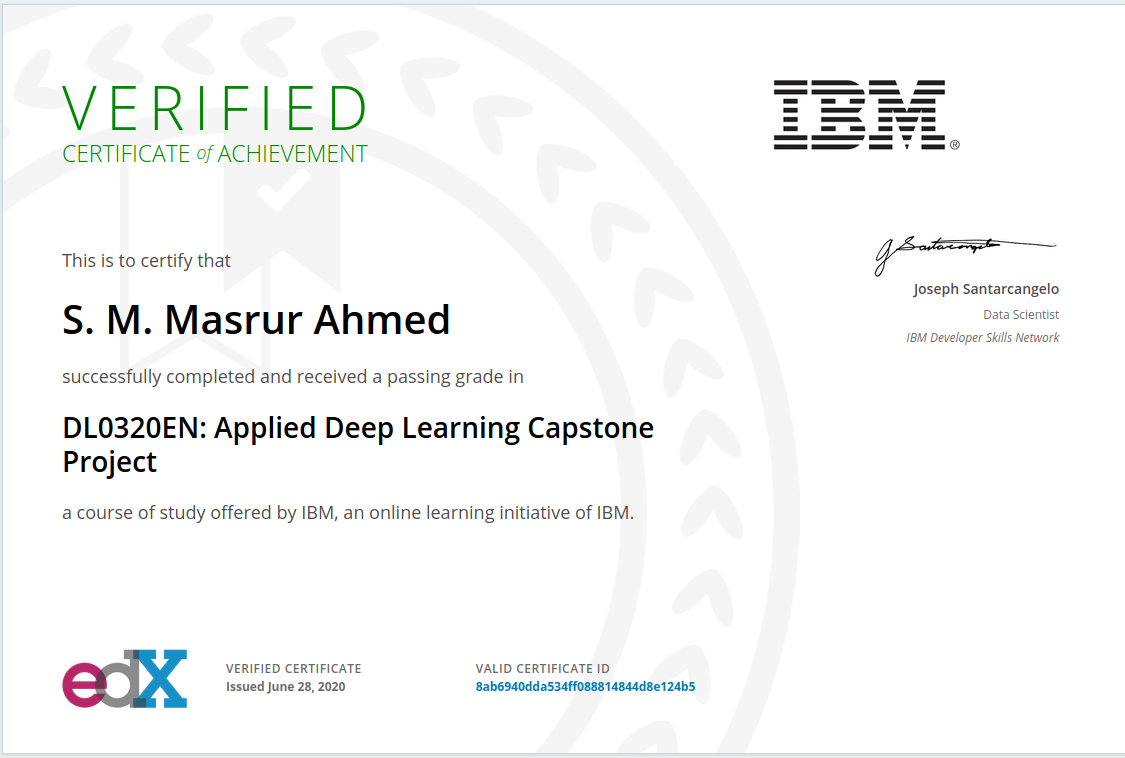 VERIFIED
CERTIFICATE of ACHIEVEMENT
IBM®
This is to certify that
S. M. Masrur Ahmed
successfully completed and received a passing grade in
DL0320EN: Applied Deep Learning Capstone
Project
a course of study offered by IBM, an online learning initiative of IBM.
J Santarcangelo
Joseph Santarcangelo
Data Scientist
IBM Developer Skills Network
edX
VERIFIED CERTIFICATE
Issued June 28, 2020
VALID CERTIFICATE ID
8ab6940dda534ff088814844d8e124b5